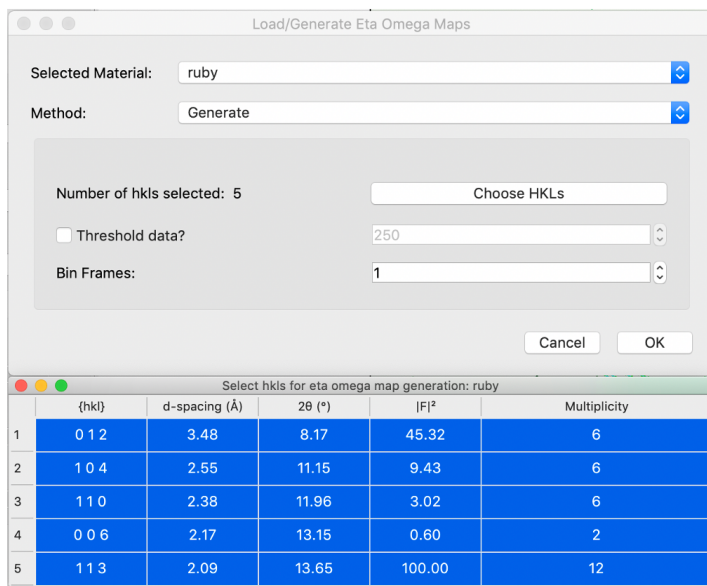 Load/Generate Eta Omega Maps
Selected Material: ruby
Method: Generate
Number of hkls selected: 5 Choose HKLs
Threshold data? 250
Bin Frames: 1
Cancel OK
Select hkls for eta omega map generation: ruby
{hkl} d-spacing (Å) 2θ (°) |F|² Multiplicity
1 0 1 2 3.48 8.17 45.32 6
2 1 0 4 2.55 11.15 9.43 6
3 1 1 0 2.38 11.96 3.02 6
4 0 0 6 2.17 13.15 0.60 2
5 1 1 3 2.09 13.65 100.00 12